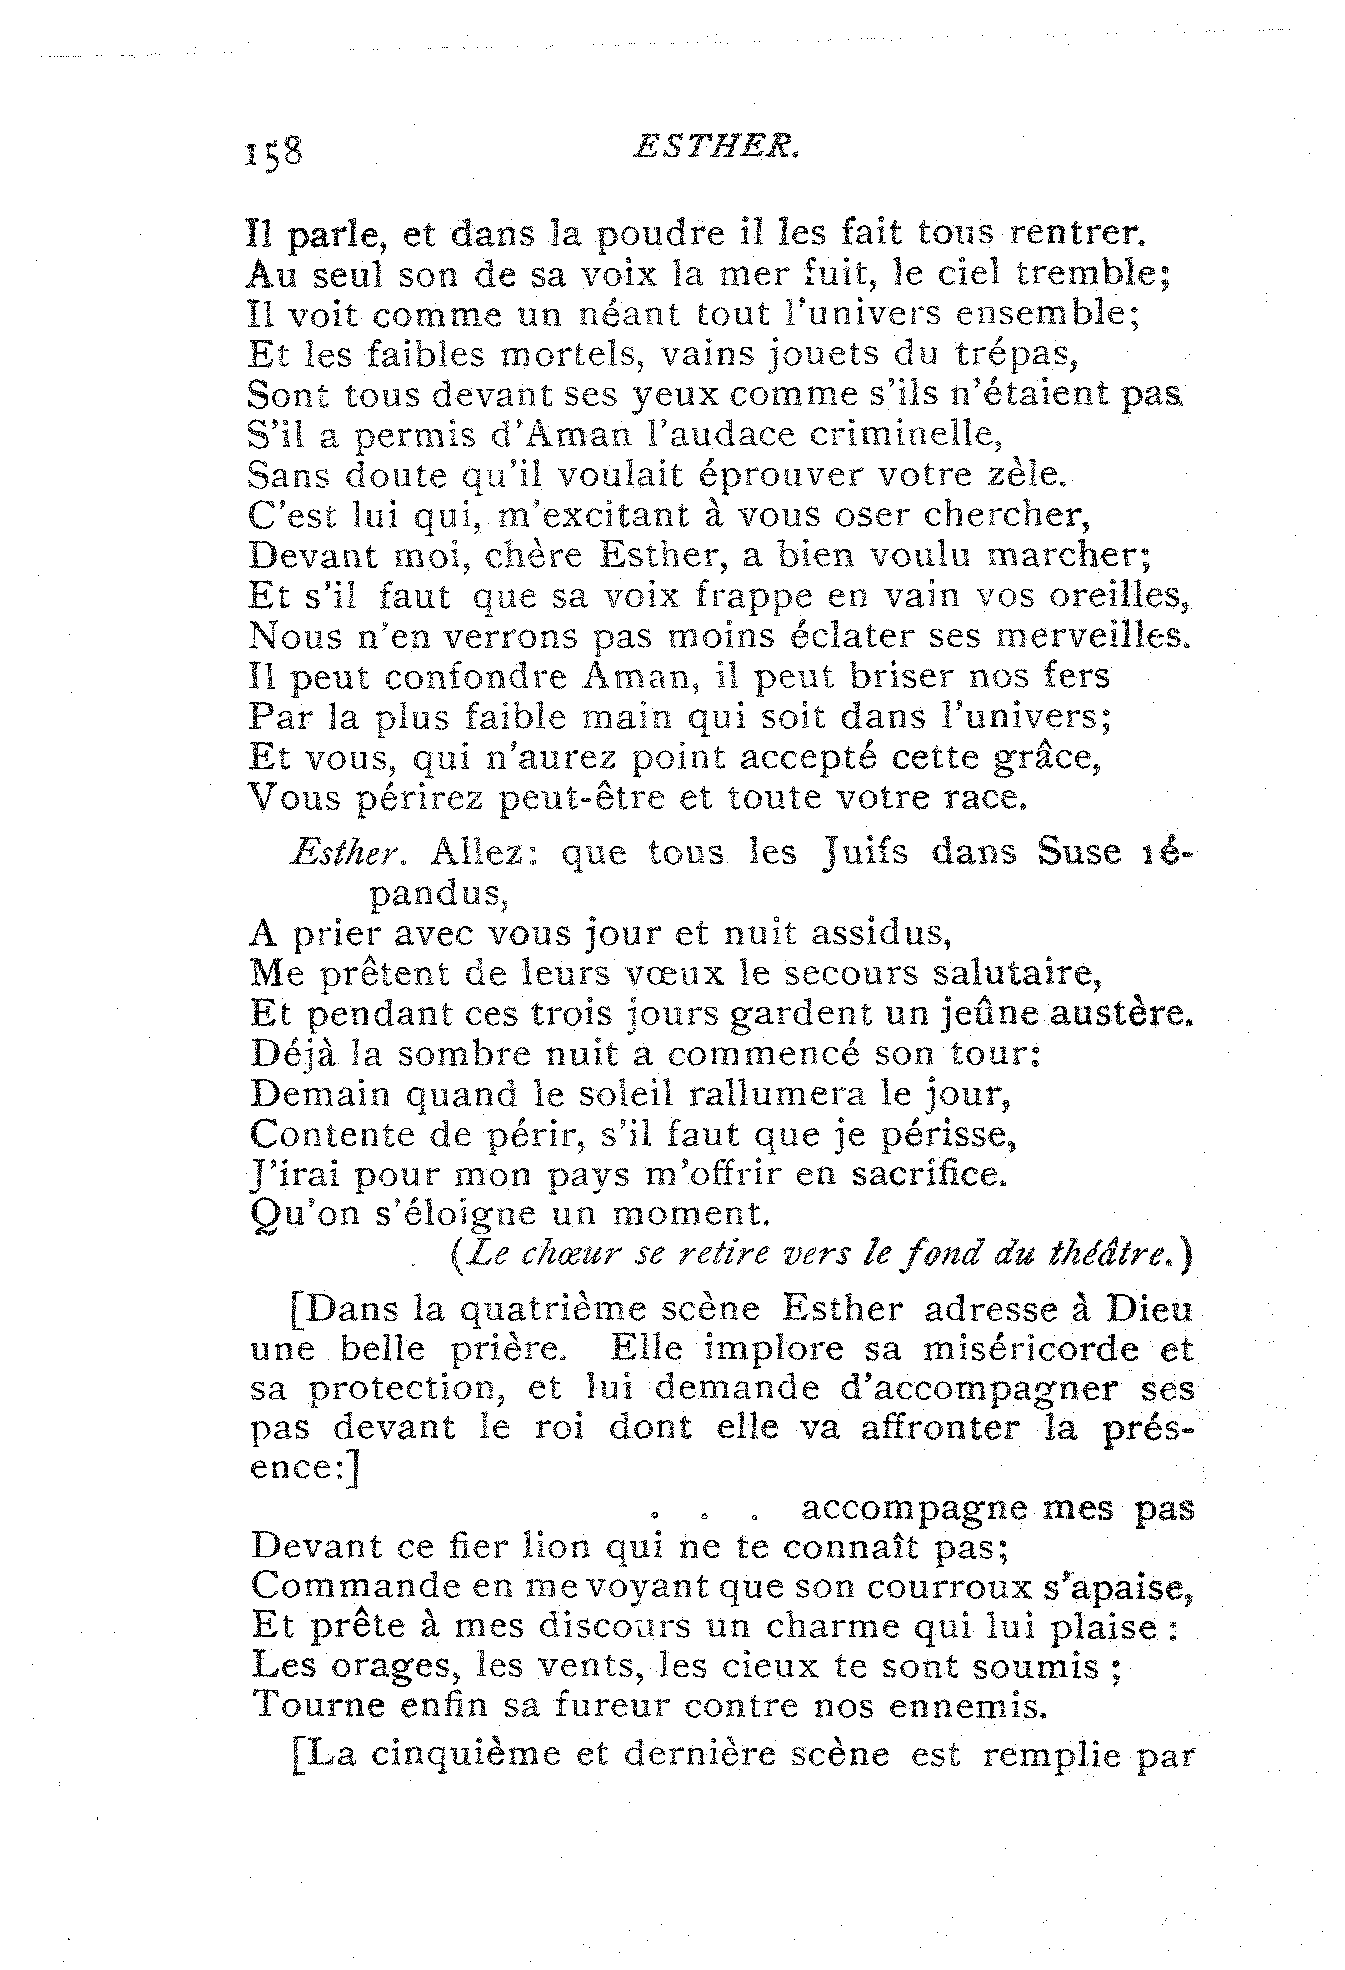 158 ESTHER.
Il parle, et dans la poudre il les fait tous rentrer.
Au seul son de sa voix la mer fuit, le ciel tremble;
Il voit comme un néant tout l'univers ensemble;
Et les faibles mortels, vains jouets du trépas,
Sont tous devant ses yeux comme s'ils n'étaient pas.
S'il a permis d'Aman l'audace criminelle,
Sans doute qu'il voulait éprouver votre zèle.
C'est lui qui, m'excitant à vous oser chercher,
Devant moi, chère Esther, a bien voulu marcher;
Et s'il faut que sa voix frappe en vain vos oreilles,
Nous n'en verrons pas moins éclater ses merveilles.
Il peut confondre Aman, il peut briser nos fers
Par la plus faible main qui soit dans l'univers;
Et vous, qui n'aurez point accepté cette grâce,
Vous périrez peut-être et toute votre race.
Esther. Allez: que tous les Juifs dans Suse ré-
pandus,
A prier avec vous jour et nuit assidus,
Me prêtent de leurs vœux le secours salutaire,
Et pendant ces trois jours gardent un jeûne austère.
Déjà la sombre nuit a commencé son tour:
Demain quand le soleil rallumera le jour,
Contente de périr, s'il faut que je périsse,
J'irai pour mon pays m'offrir en sacrifice.
Qu'on s'éloigne un moment.
(Le chœur se retire vers le fond du théâtre.)
[Dans la quatrième scène Esther adresse à Dieu
une belle prière. Elle implore sa miséricorde et
sa protection, et lui demande d'accompagner ses
pas devant le roi dont elle va affronter la prés-
ence:]
. . . accompagne mes pas
Devant ce fier lion qui ne te connaît pas;
Commande en me voyant que son courroux s'apaise,
Et prête à mes discours un charme qui lui plaise :
Les orages, les vents, les cieux te sont soumis ;
Tourne enfin sa fureur contre nos ennemis.
[La cinquième et dernière scène est remplie par